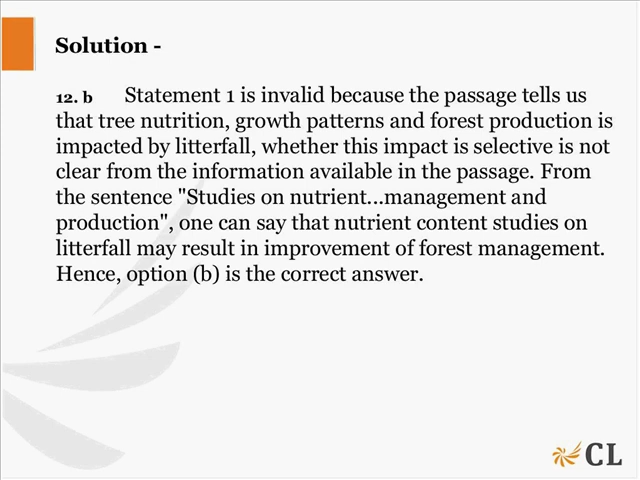 Solution -
12. b Statement 1 is invalid because the passage tells us
that tree nutrition, growth patterns and forest production is
impacted by litterfall, whether this impact is selective is not
clear from the information available in the passage. From
the sentence "Studies on nutrient...management and
production", one can say that nutrient content studies on
litterfall may result in improvement of forest management.
Hence, option (b) is the correct answer.
CL